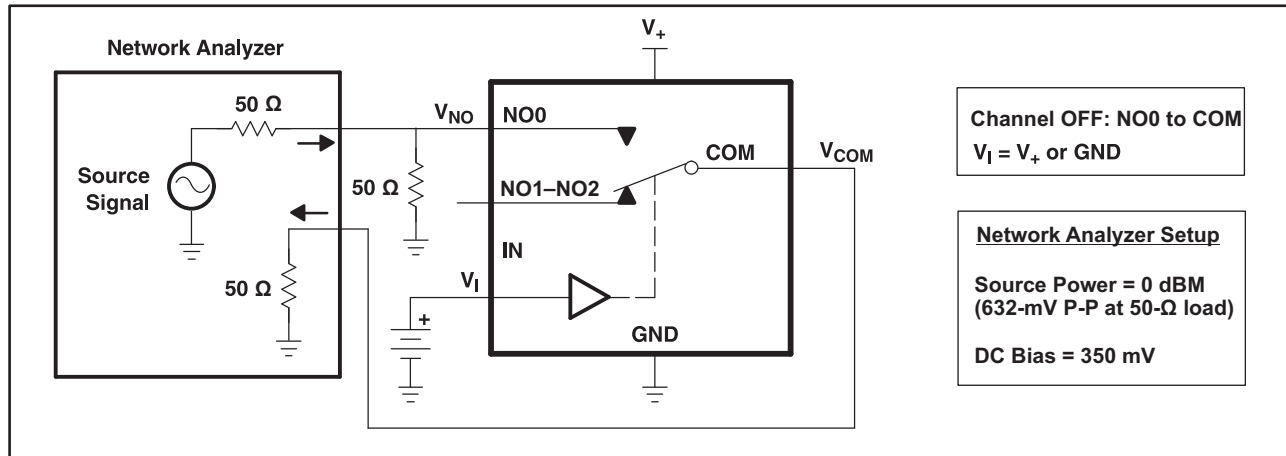 Network Analyzer
50 Ω
Source
Signal
50 Ω
50 Ω
V+
VNO
NO0
COM
VCOM
NO1–NO2
IN
VI
+
GND
Channel OFF: NO0 to COM
VI = V+ or GND
Network Analyzer Setup
Source Power = 0 dBM
(632-mV P-P at 50-Ω load)
DC Bias = 350 mV